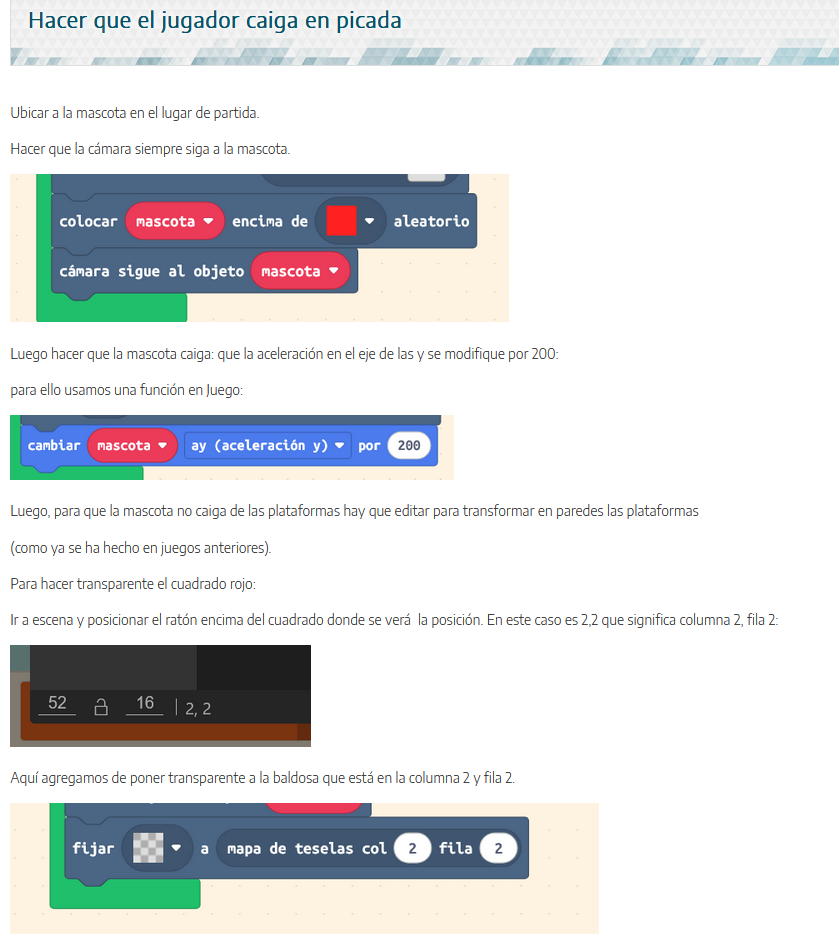 Hacer que el jugador caiga en picada
Ubicar a la mascota en el lugar de partida.
Hacer que la cámara siempre siga a la mascota.
colocar mascota encima de aleatorio
cámara sigue al objeto mascota
Luego hacer que la mascota caiga: que la aceleración en el eje de las y se modifique por 200:
para ello usamos una función en Juego:
cambiar mascota ay (aceleración y) por 200
Luego, para que la mascota no caiga de las plataformas hay que editar para transformar en paredes las plataformas
(como ya se ha hecho en juegos anteriores).
Para hacer transparente el cuadrado rojo:
Ir a escena y posicionar el ratón encima del cuadrado donde se verá la posición. En este caso es 2,2 que significa columna 2, fila 2:
52 16 | 2, 2
Aquí agregamos de poner transparente a la baldosa que está en la columna 2 y fila 2.
fijar a mapa de teselas col 2 fila 2